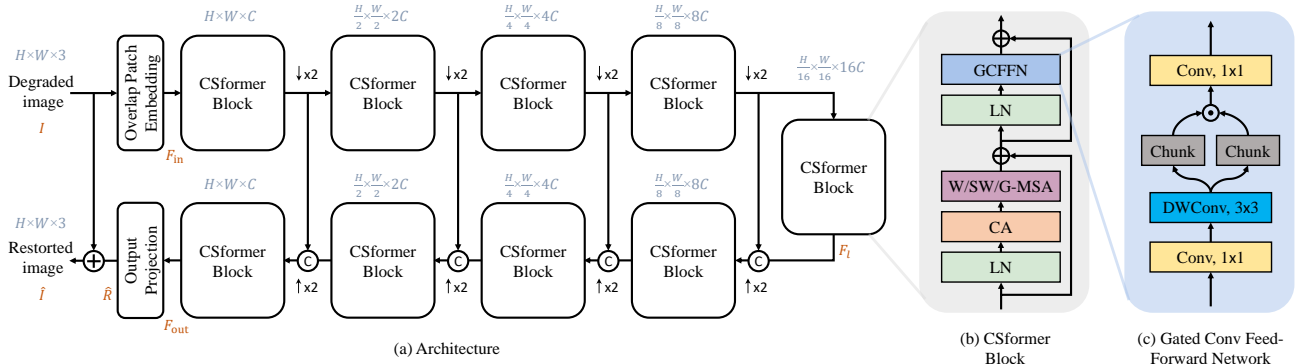 H×W×3
Degraded
image
I
Overlap Patch
Embedding
F_in
H×W×C
CSformer
Block
↓x2
H/2×W/2×2C
CSformer
Block
↓x2
H/4×W/4×4C
CSformer
Block
↓x2
H/8×W/8×8C
CSformer
Block
↓x2
H/16×W/16×16C
CSformer
Block
F_l
H×W×3
Restorted
image
Î
R̂
Output
Projection
F_out
H×W×C
CSformer
Block
C
↑x2
H/2×W/2×2C
CSformer
Block
C
↑x2
H/4×W/4×4C
CSformer
Block
C
↑x2
H/8×W/8×8C
CSformer
Block
C
↑x2
(a) Architecture
GCFFN
LN
W/SW/G-MSA
CA
LN
(b) CSformer
Block
Conv, 1x1
Chunk
Chunk
DWConv, 3x3
Conv, 1x1
(c) Gated Conv Feed-
Forward Network